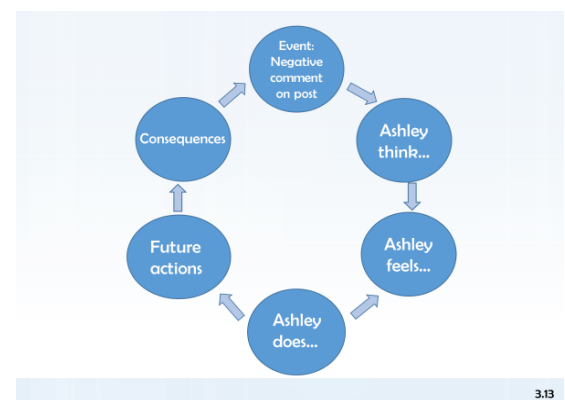 Event:
Negative
comment
on post
Ashley
think...
Ashley
feels...
Ashley
does...
Future
actions
Consequences
3.13